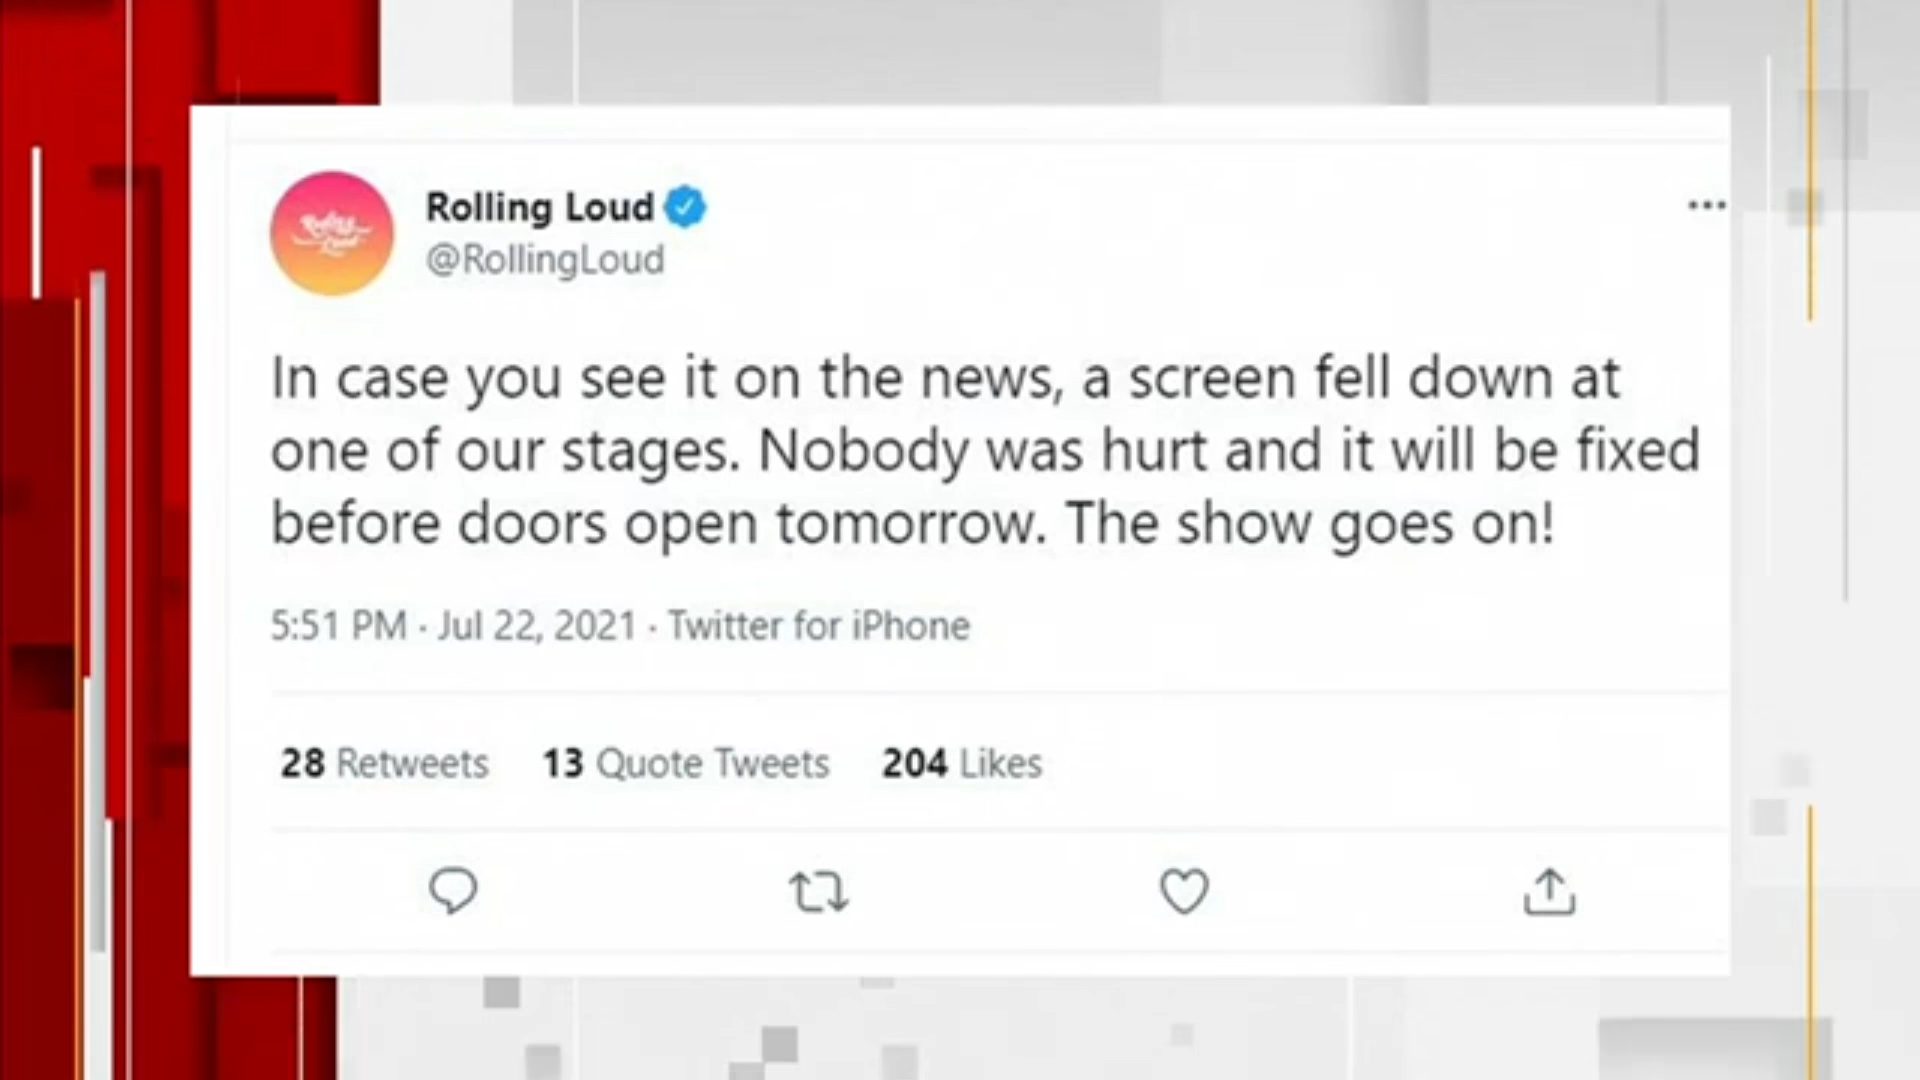 Rolling Loud
Rolling Loud
@RollingLoud
In case you see it on the news, a screen fell down at
one of our stages. Nobody was hurt and it will be fixed
before doors open tomorrow. The show goes on!
5:51 PM · Jul 22, 2021 · Twitter for iPhone
28 Retweets 13 Quote Tweets 204 Likes